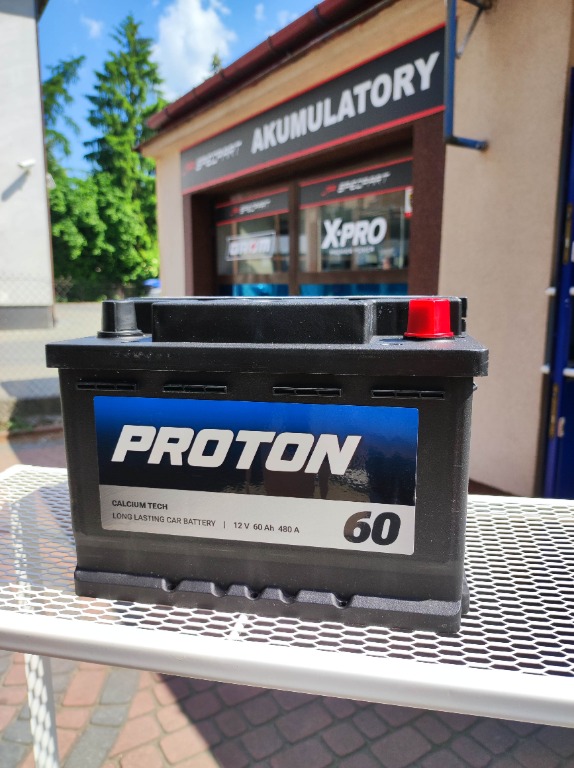 AKUMULATORY
X-PRO
PROTON
CALCIUM TECH
LONG LASTING CAR BATTERY | 12 V 60 Ah 480 A
60